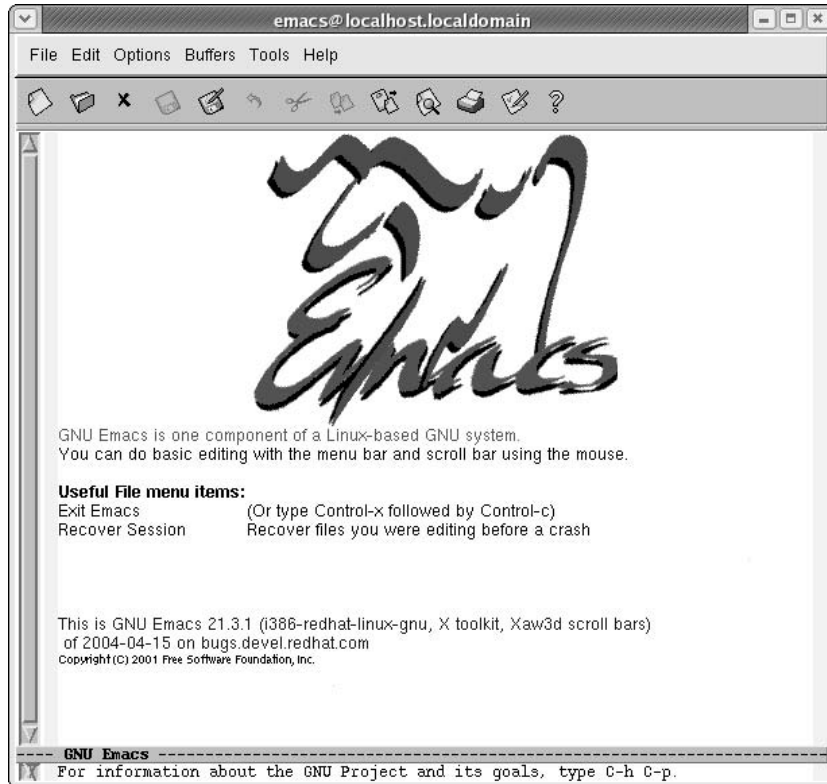 emacs@localhost.localdomain
File Edit Options Buffers Tools Help
Emacs
GNU Emacs is one component of a Linux-based GNU system.
You can do basic editing with the menu bar and scroll bar using the mouse.
Useful File menu items:
Exit Emacs (Or type Control-x followed by Control-c)
Recover Session Recover files you were editing before a crash
This is GNU Emacs 21.3.1 (i386-redhat-linux-gnu, X toolkit, Xaw3d scroll bars)
of 2004-04-15 on bugs.devel.redhat.com
Copyright (C) 2001 Free Software Foundation, Inc.
---- GNU Emacs ----------------------------------------------------------------------
For information about the GNU Project and its goals, type C-h C-p.